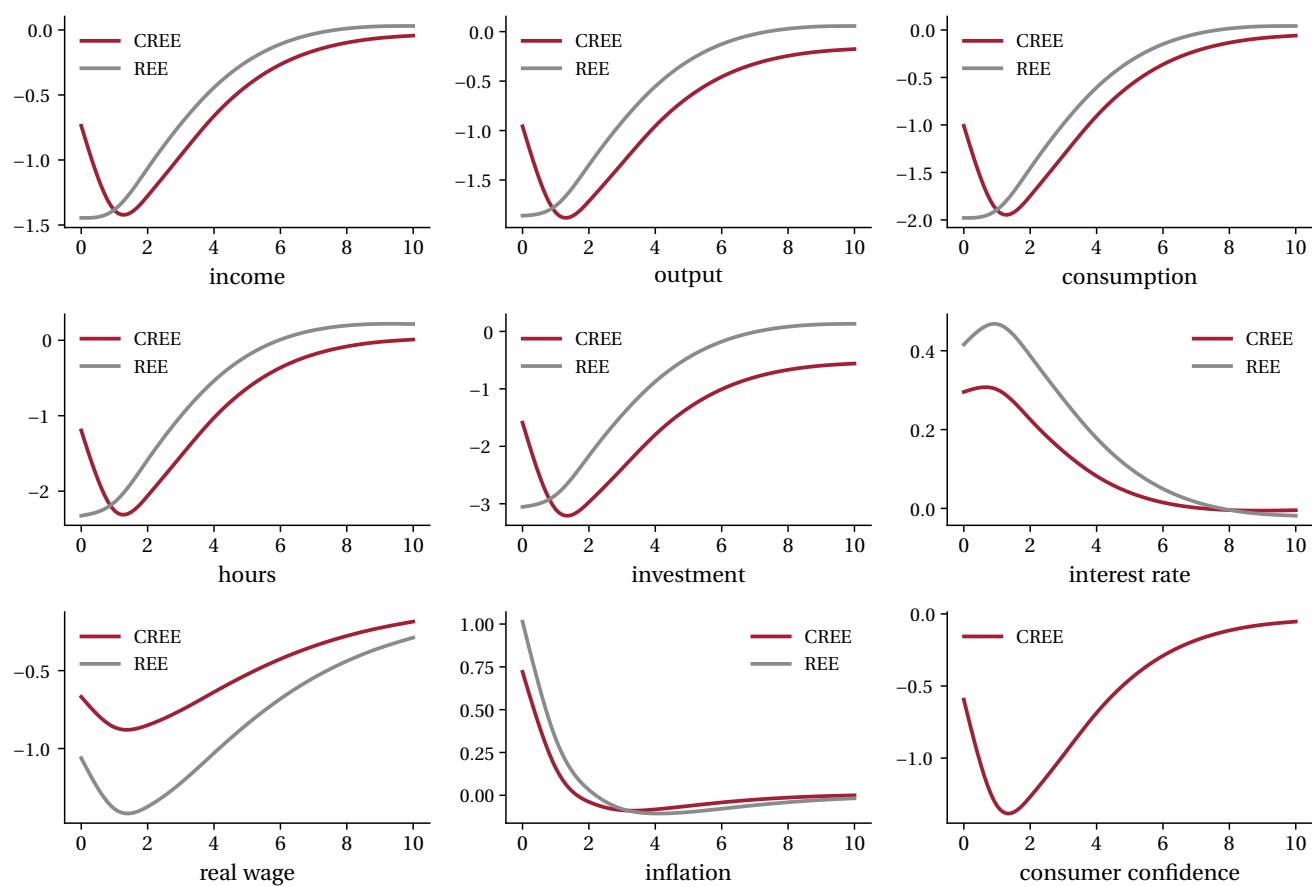 0.0
−0.5
−1.0
−1.5
CREE
REE
0 2 4 6 8 10
income
0.0
−0.5
−1.0
−1.5
CREE
REE
0 2 4 6 8 10
output
0.0
−0.5
−1.0
−1.5
−2.0
CREE
REE
0 2 4 6 8 10
consumption
0
−1
−2
CREE
REE
0 2 4 6 8 10
hours
0
−1
−2
−3
CREE
REE
0 2 4 6 8 10
investment
0.4
0.2
0.0
CREE
REE
0 2 4 6 8 10
interest rate
−0.5
−1.0
CREE
REE
0 2 4 6 8 10
real wage
1.00
0.75
0.50
0.25
0.00
CREE
REE
0 2 4 6 8 10
inflation
0.0
−0.5
−1.0
CREE
0 2 4 6 8 10
consumer confidence